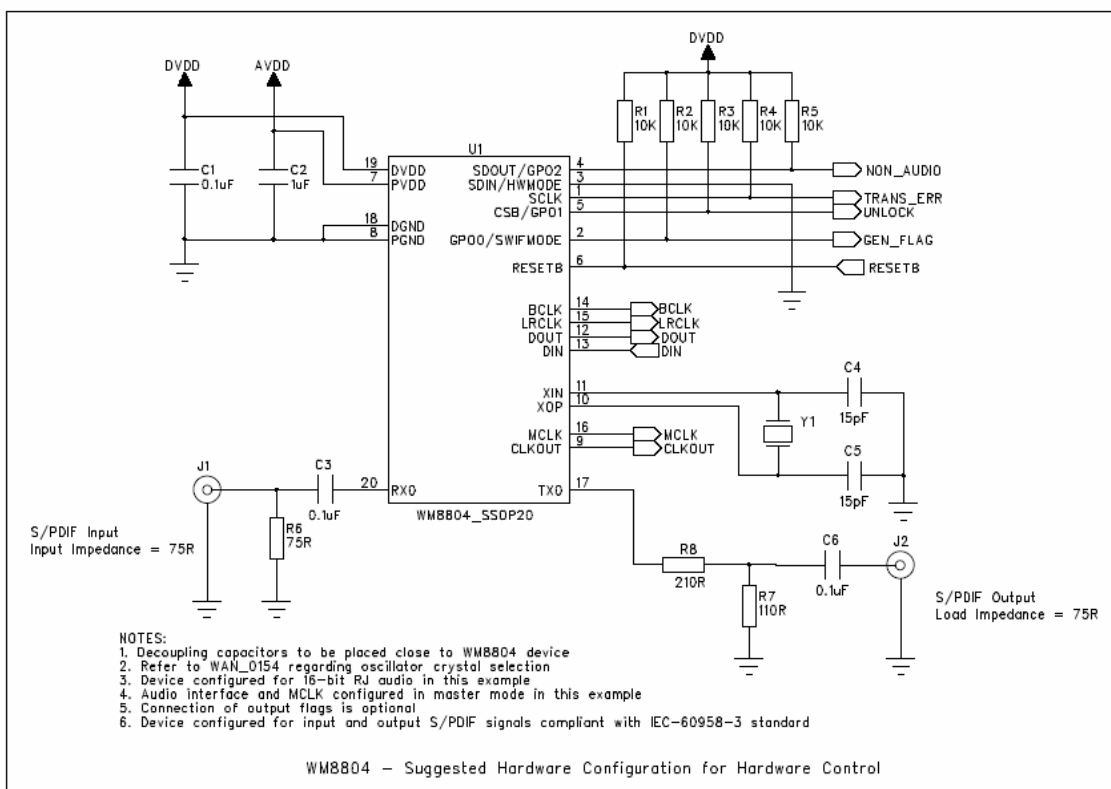 DVDD
AVDD
DVDD
C1
0.1uF
C2
1uF
R1
10K
R2
10K
R3
10K
R4
10K
R5
10K
U1
19 DVDD
7 PVDD
18 DGND
8 PGND
SDOUT/GPO2 4 NON_AUDIO
SDIN/HWMODE 3
SCLK 1 TRANS_ERR
CSB/GPO1 5 UNLOCK
GPO0/SWIFMODE 2 GEN_FLAG
RESETB 6 RESETB
BCLK 14 BCLK
LRCLK 15 LRCLK
DOUT 12 DOUT
DIN 13 DIN
XIN 11
XOP 10
C4
15pF
Y1
C5
15pF
MCLK 16 MCLK
CLKOUT 9 CLKOUT
J1
C3
0.1uF
20 RX0
TX0 17
WM8804_SSOP20
R6
75R
S/PDIF Input
Input Impedance = 75R
R8
210R
R7
110R
C6
0.1uF
J2
S/PDIF Output
Load Impedance = 75R
NOTES:
1. Decoupling capacitors to be placed close to WM8804 device
2. Refer to WAN_0154 regarding oscillator crystal selection
3. Device configured for 16-bit RJ audio in this example
4. Audio interface and MCLK configured in master mode in this example
5. Connection of output flags is optional
6. Device configured for input and output S/PDIF signals compliant with IEC-60958-3 standard
WM8804 - Suggested Hardware Configuration for Hardware Control